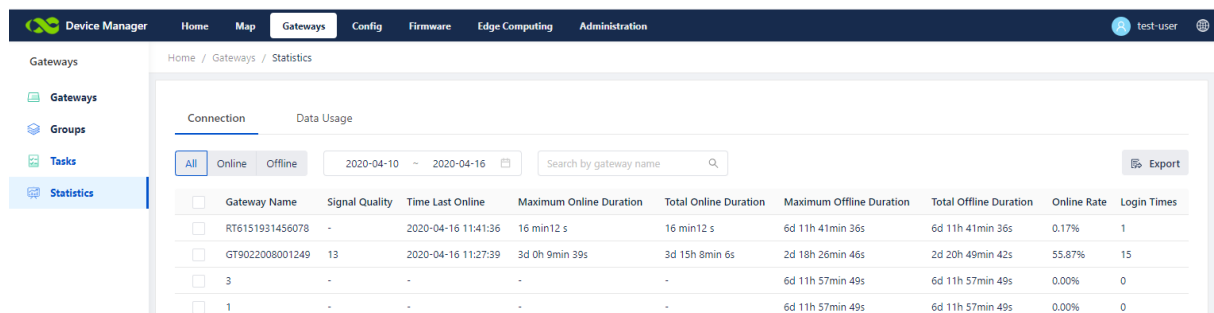 Device Manager Home Map Gateways Config Firmware Edge Computing Administration test-user
Gateways
Home / Gateways / Statistics
Gateways
Groups
Tasks
Statistics
Connection Data Usage
All Online Offline 2020-04-10 ~ 2020-04-16 Search by gateway name Export
Gateway Name Signal Quality Time Last Online Maximum Online Duration Total Online Duration Maximum Offline Duration Total Offline Duration Online Rate Login Times
RT6151931456078 - 2020-04-16 11:41:36 16 min12 s 16 min12 s 6d 11h 41min 36s 6d 11h 41min 36s 0.17% 1
GT9022008001249 13 2020-04-16 11:27:39 3d 0h 9min 39s 3d 15h 8min 6s 2d 18h 26min 46s 2d 20h 49min 42s 55.87% 15
3 - - - - 6d 11h 57min 49s 6d 11h 57min 49s 0.00% 0
1 - - - - 6d 11h 57min 49s 6d 11h 57min 49s 0.00% 0